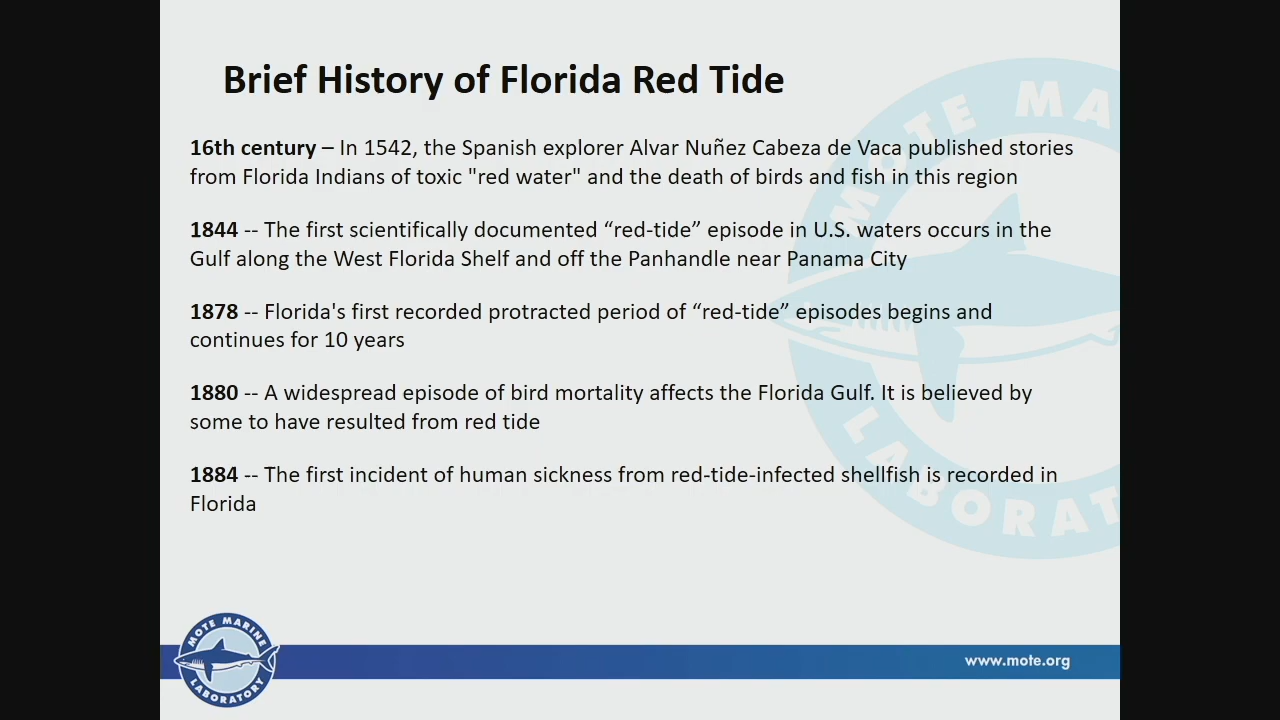 Brief History of Florida Red Tide
16th century – In 1542, the Spanish explorer Alvar Nuñez Cabeza de Vaca published stories
from Florida Indians of toxic "red water" and the death of birds and fish in this region
1844 -- The first scientifically documented “red-tide” episode in U.S. waters occurs in the
Gulf along the West Florida Shelf and off the Panhandle near Panama City
1878 -- Florida's first recorded protracted period of “red-tide” episodes begins and
continues for 10 years
1880 -- A widespread episode of bird mortality affects the Florida Gulf. It is believed by
some to have resulted from red tide
1884 -- The first incident of human sickness from red-tide-infected shellfish is recorded in
Florida
MOTE MAR
LABORAT
MOTE MARINE
LABORATORY
www.mote.org